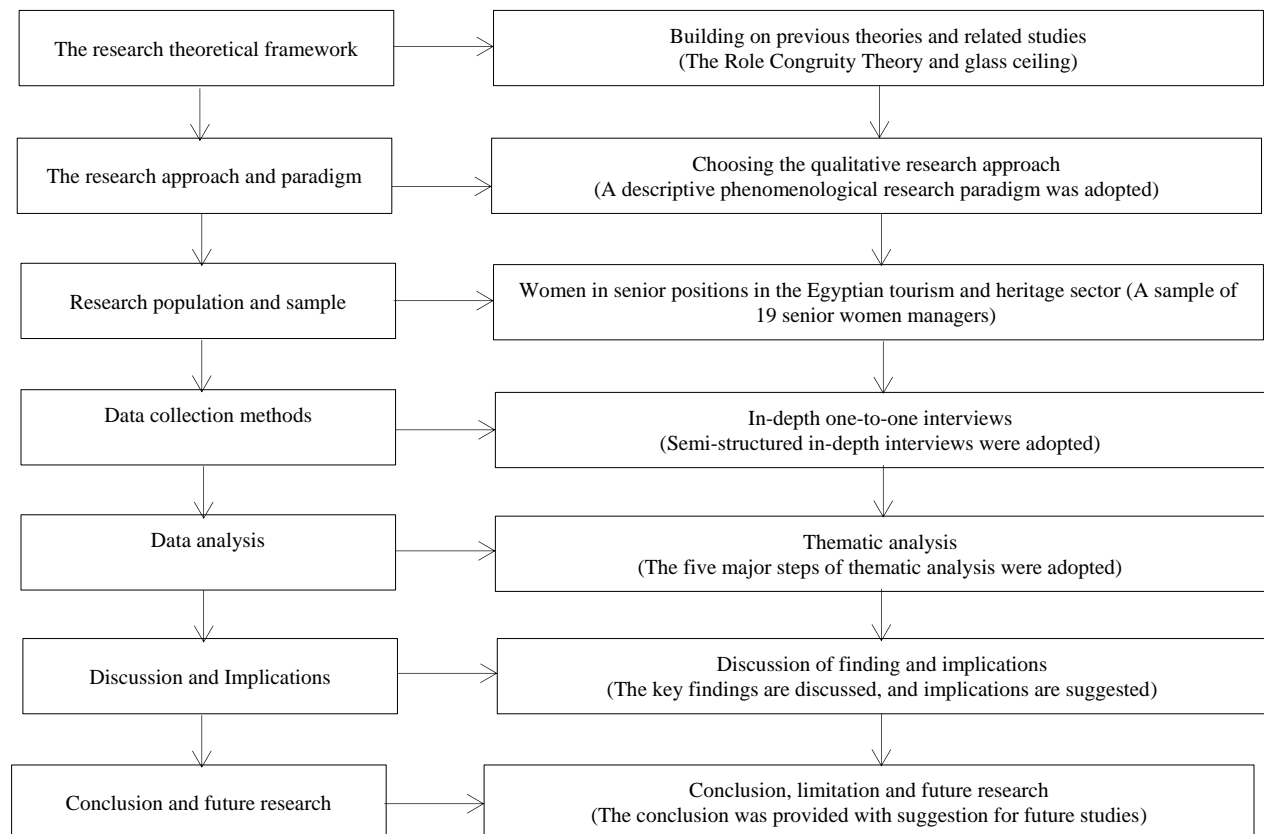 The research theoretical framework
Building on previous theories and related studies
(The Role Congruity Theory and glass ceiling)
The research approach and paradigm
Choosing the qualitative research approach
(A descriptive phenomenological research paradigm was adopted)
Research population and sample
Women in senior positions in the Egyptian tourism and heritage sector (A sample of
19 senior women managers)
Data collection methods
In-depth one-to-one interviews
(Semi-structured in-depth interviews were adopted)
Data analysis
Thematic analysis
(The five major steps of thematic analysis were adopted)
Discussion and Implications
Discussion of finding and implications
(The key findings are discussed, and implications are suggested)
Conclusion and future research
Conclusion, limitation and future research
(The conclusion was provided with suggestion for future studies)